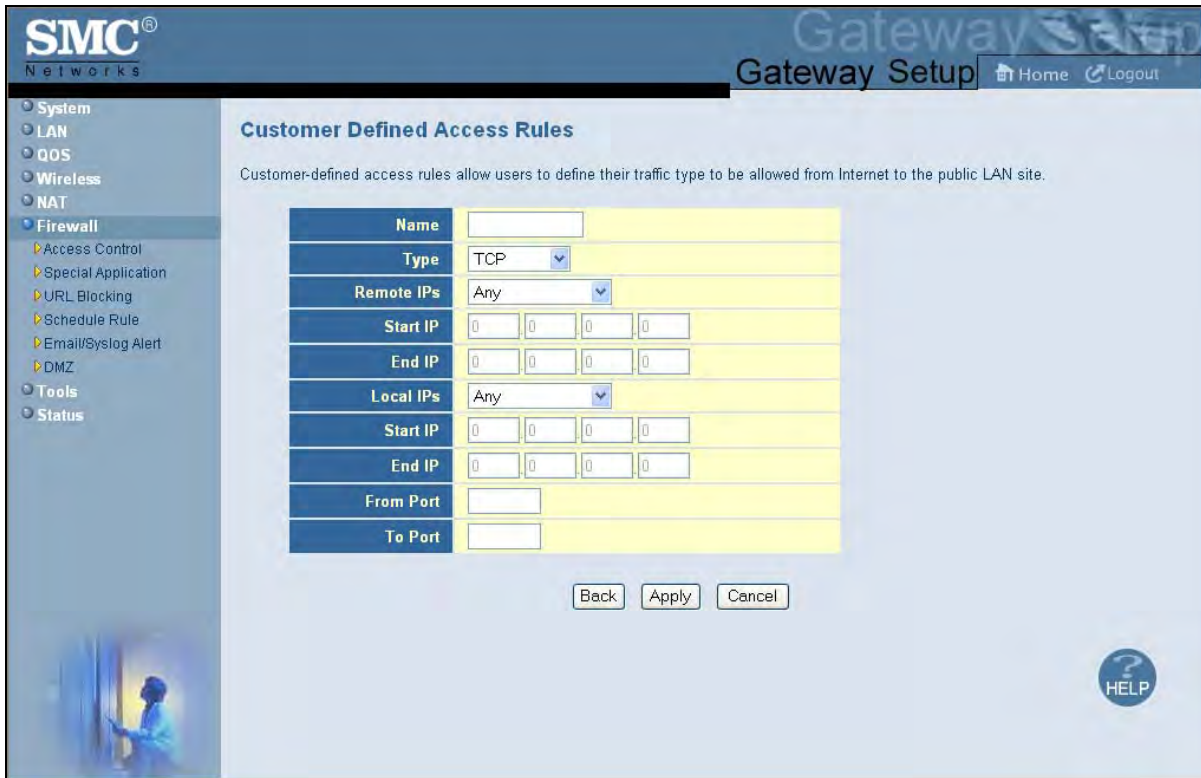 SMC®
Networks
Gateway Setup
Gateway Setup
Home
Logout
System
LAN
QOS
Wireless
NAT
Firewall
Access Control
Special Application
URL Blocking
Schedule Rule
Email/Syslog Alert
DMZ
Tools
Status
Customer Defined Access Rules
Customer-defined access rules allow users to define their traffic type to be allowed from Internet to the public LAN site.
Name
Type TCP
Remote IPs Any
Start IP 0 . 0 . 0 . 0
End IP 0 . 0 . 0 . 0
Local IPs Any
Start IP 0 . 0 . 0 . 0
End IP 0 . 0 . 0 . 0
From Port
To Port
Back Apply Cancel
?
HELP